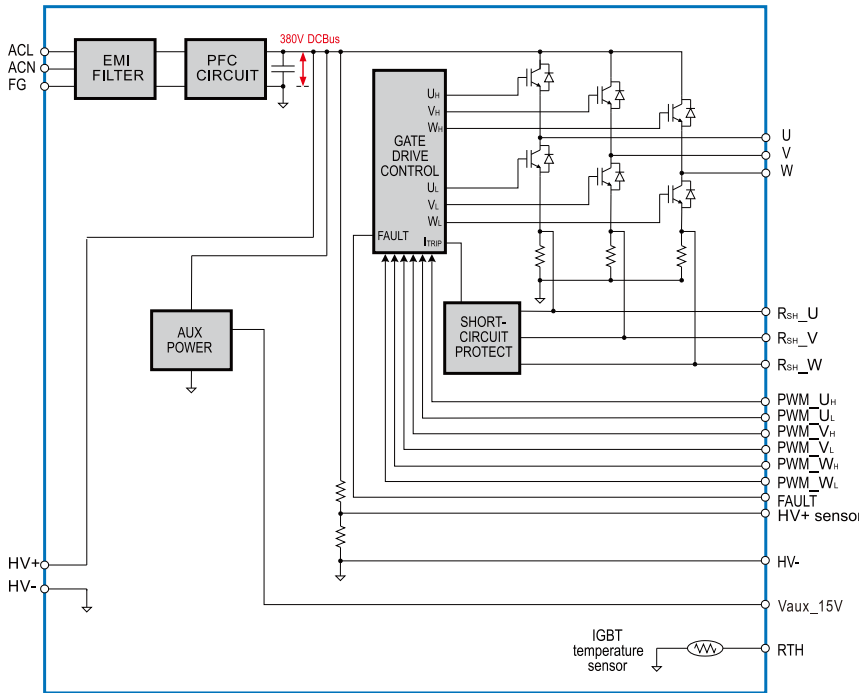 380V DCBus
ACL
ACN
FG
EMI
FILTER
PFC
CIRCUIT
UH
VH
WH
GATE
DRIVE
CONTROL
UL
VL
WL
FAULT
ITRIP
U
V
W
AUX
POWER
SHORT-
CIRCUIT
PROTECT
RSH_U
RSH_V
RSH_W
PWM_UH
PWM_UL
PWM_VH
PWM_VL
PWM_WH
PWM_WL
FAULT
HV+ sensor
HV+
HV-
HV-
Vaux_15V
IGBT
temperature
sensor
RTH